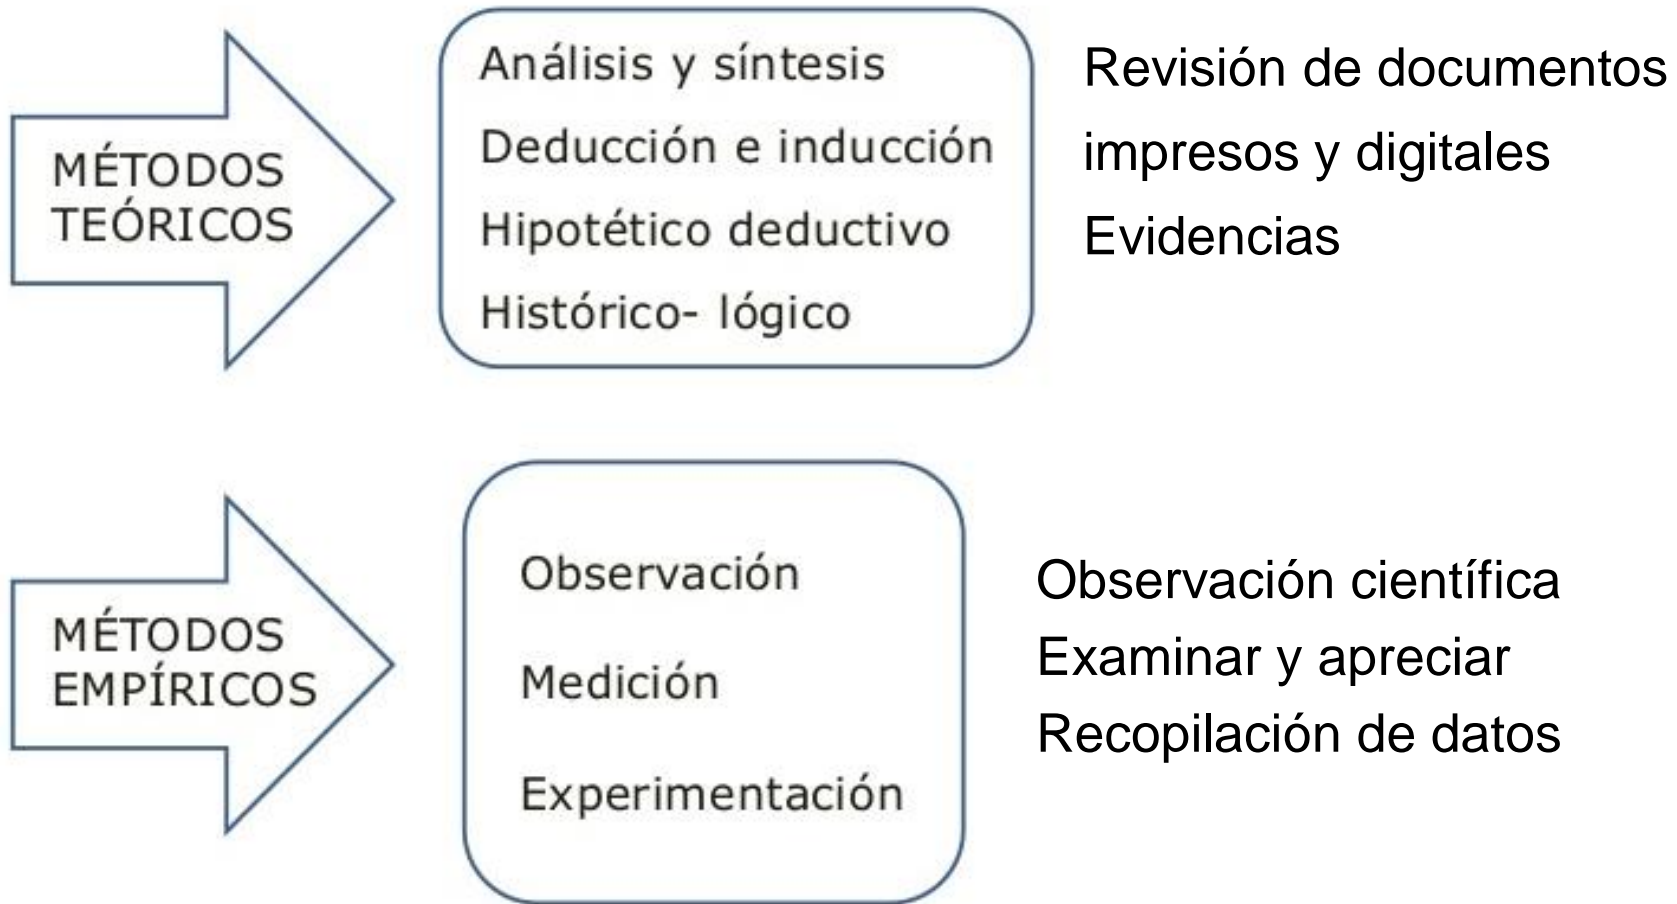 MÉTODOS
TEÓRICOS
Análisis y síntesis
Deducción e inducción
Hipotético deductivo
Histórico- lógico
Revisión de documentos
impresos y digitales
Evidencias
MÉTODOS
EMPÍRICOS
Observación
Medición
Experimentación
Observación científica
Examinar y apreciar
Recopilación de datos